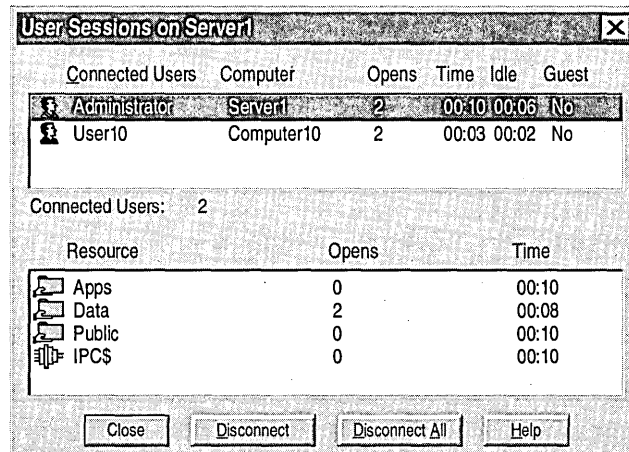 User Sessions on Server1
Connected Users Computer Opens Time Idle Guest
Administrator Server1 2 00:10 00:06 No
User10 Computer10 2 00:03 00:02 No
Connected Users: 2
Resource Opens Time
Apps 0 00:10
Data 2 00:08
Public 0 00:10
IPC$ 0 00:10
Close Disconnect Disconnect All Help